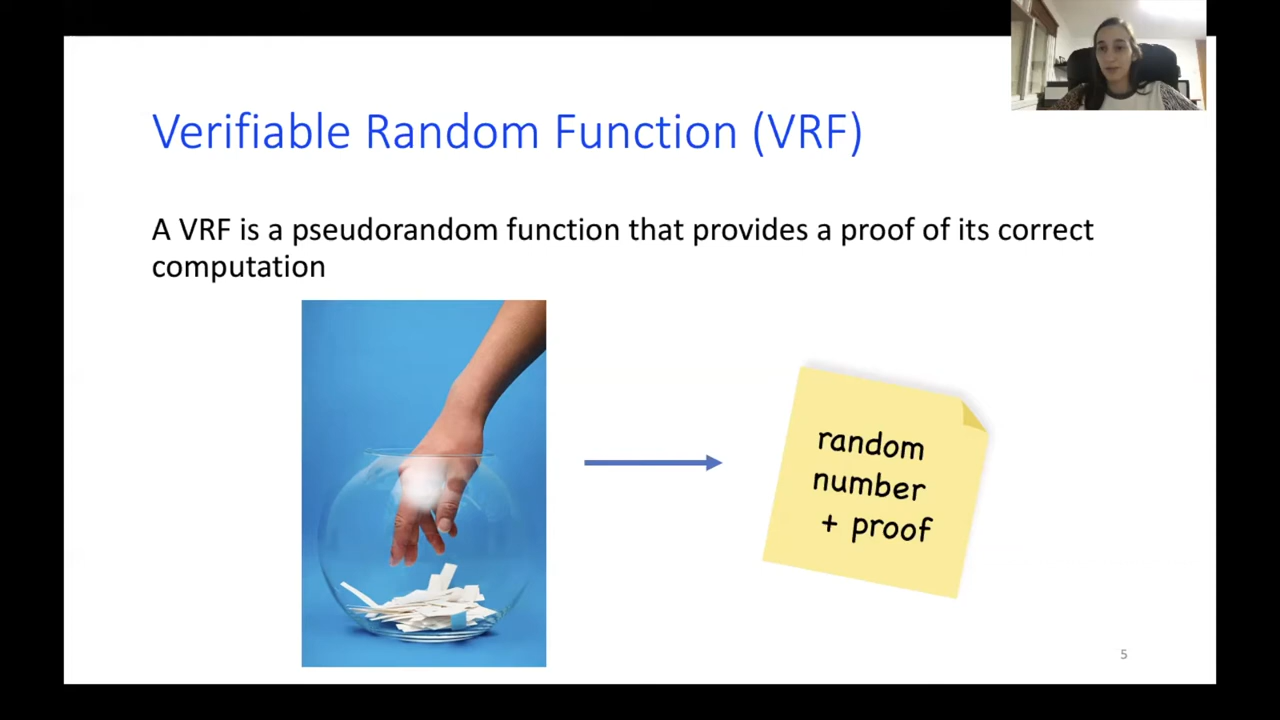 Verifiable Random Function (VRF)
A VRF is a pseudorandom function that provides a proof of its correct
computation
random
number
+ proof
5